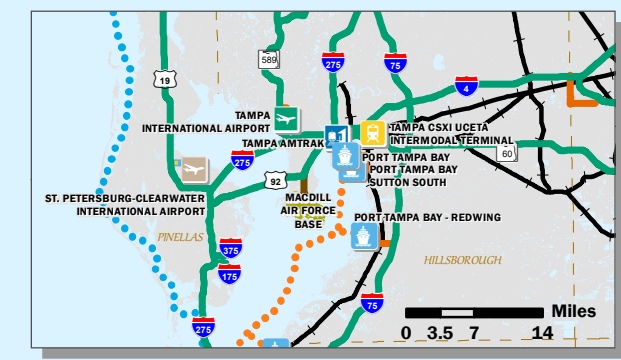 589
275
75
19
4
TAMPA
INTERNATIONAL AIRPORT
TAMPA CSXI UCETA
INTERMODAL TERMINAL
TAMPA AMTRAK
60
275
PORT TAMPA BAY
PORT TAMPA BAY
SUTTON SOUTH
92
ST. PETERSBURG-CLEARWATER
INTERNATIONAL AIRPORT
MACDILL
AIR FORCE
BASE
PORT TAMPA BAY - REDWING
PINELLAS
375
HILLSBOROUGH
175
75
Miles
275
0 3.5 7 14